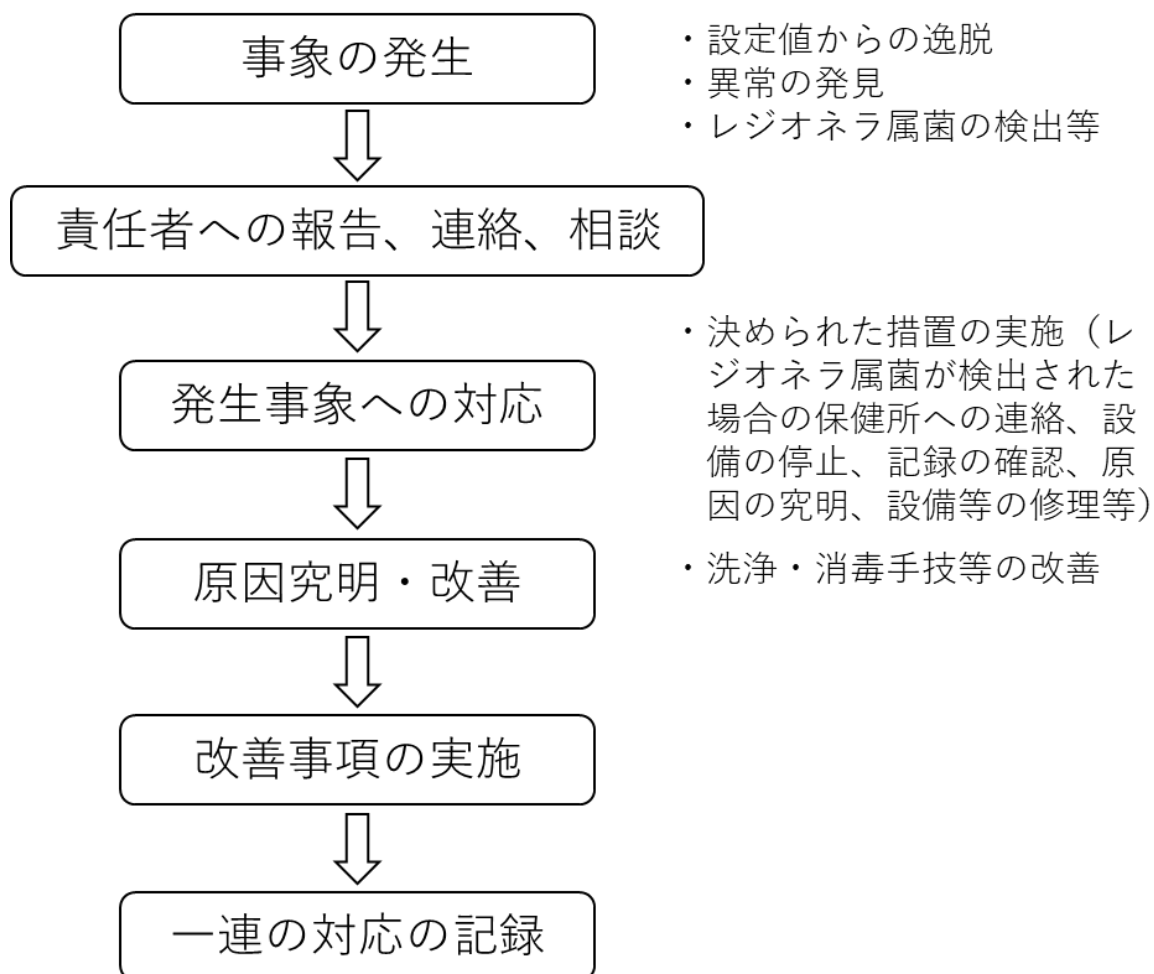 事象の発生
・設定値からの逸脱
・異常の発見
・レジオネラ属菌の検出等
責任者への報告、連絡、相談
発生事象への対応
・決められた措置の実施（レ
ジオネラ属菌が検出された
場合の保健所への連絡、設
備の停止、記録の確認、原
因の究明、設備等の修理等）
原因究明・改善
・洗浄・消毒手技等の改善
改善事項の実施
一連の対応の記録